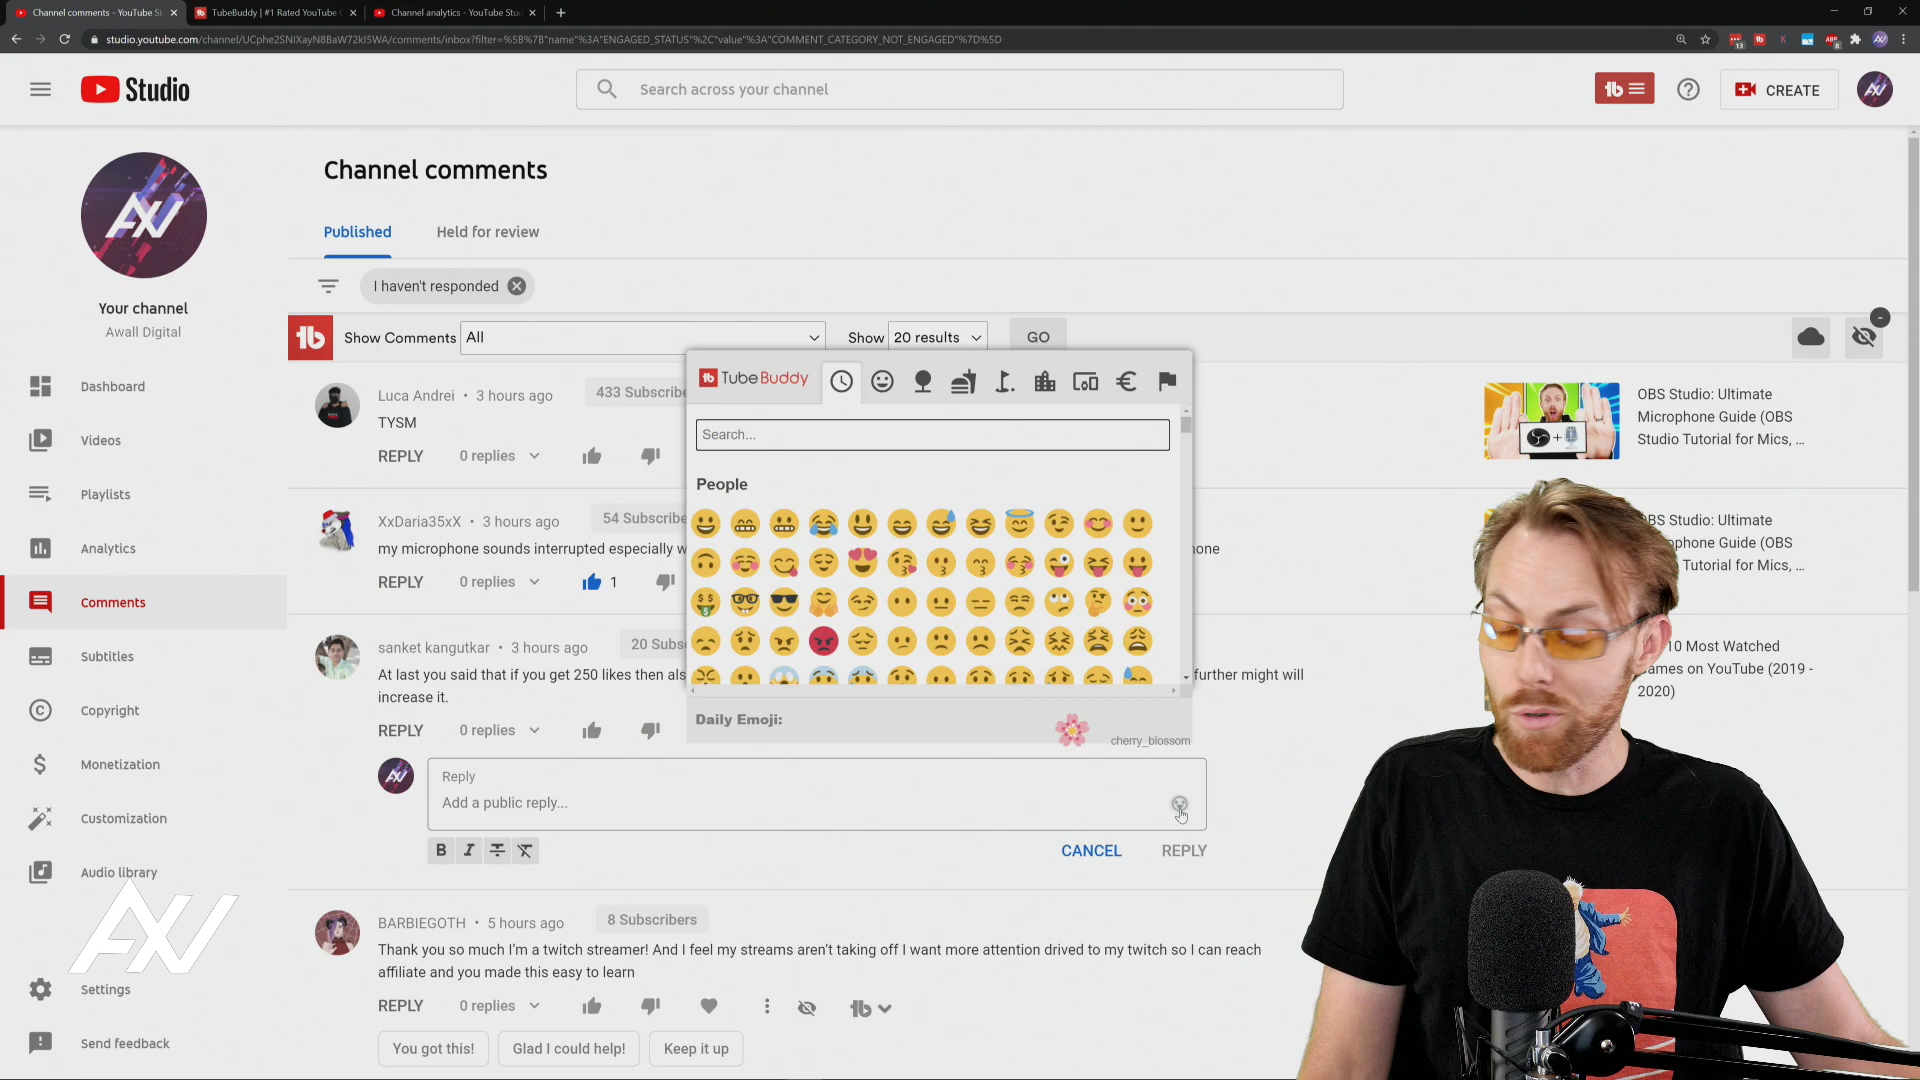 Channel comments - YouTube St
TubeBuddy | #1 Rated YouTube C
Channel analytics - YouTube Stu
studio.youtube.com/channel/UCphe2SNIXayN8BaW72kI5WA/comments/inbox?filter=%5B%7B"name"%3A"ENGAGED_STATUS"%2C"value"%3A"COMMENT_CATEGORY_NOT_ENGAGED"%7D%5D
Studio
Search across your channel
CREATE
Channel comments
Published
Held for review
I haven't responded
Your channel
Awall Digital
Show Comments
All
Show
20 results
GO
Dashboard
Videos
Playlists
Analytics
Comments
Subtitles
Copyright
Monetization
Customization
Audio library
Settings
Send feedback
Luca Andrei • 3 hours ago
433 Subscribe
TYSM
REPLY
0 replies
XxDaria35xX • 3 hours ago
54 Subscribe
my microphone sounds interrupted especially w
one
REPLY
0 replies
1
sanket kangutkar • 3 hours ago
20 Subs
At last you said that if you get 250 likes then als
further might will
increase it.
REPLY
0 replies
TubeBuddy
Search...
People
Daily Emoji:
cherry_blossom
Reply
Add a public reply...
B
I
CANCEL
REPLY
BARBIEGOTH • 5 hours ago
8 Subscribers
Thank you so much I'm a twitch streamer! And I feel my streams aren't taking off I want more attention drived to my twitch so I can reach
affiliate and you made this easy to learn
REPLY
0 replies
You got this!
Glad I could help!
Keep it up
OBS Studio: Ultimate
Microphone Guide (OBS
Studio Tutorial for Mics, ...
BS Studio: Ultimate
phone Guide (OBS
Tutorial for Mics, ...
10 Most Watched
ames on YouTube (2019 -
2020)